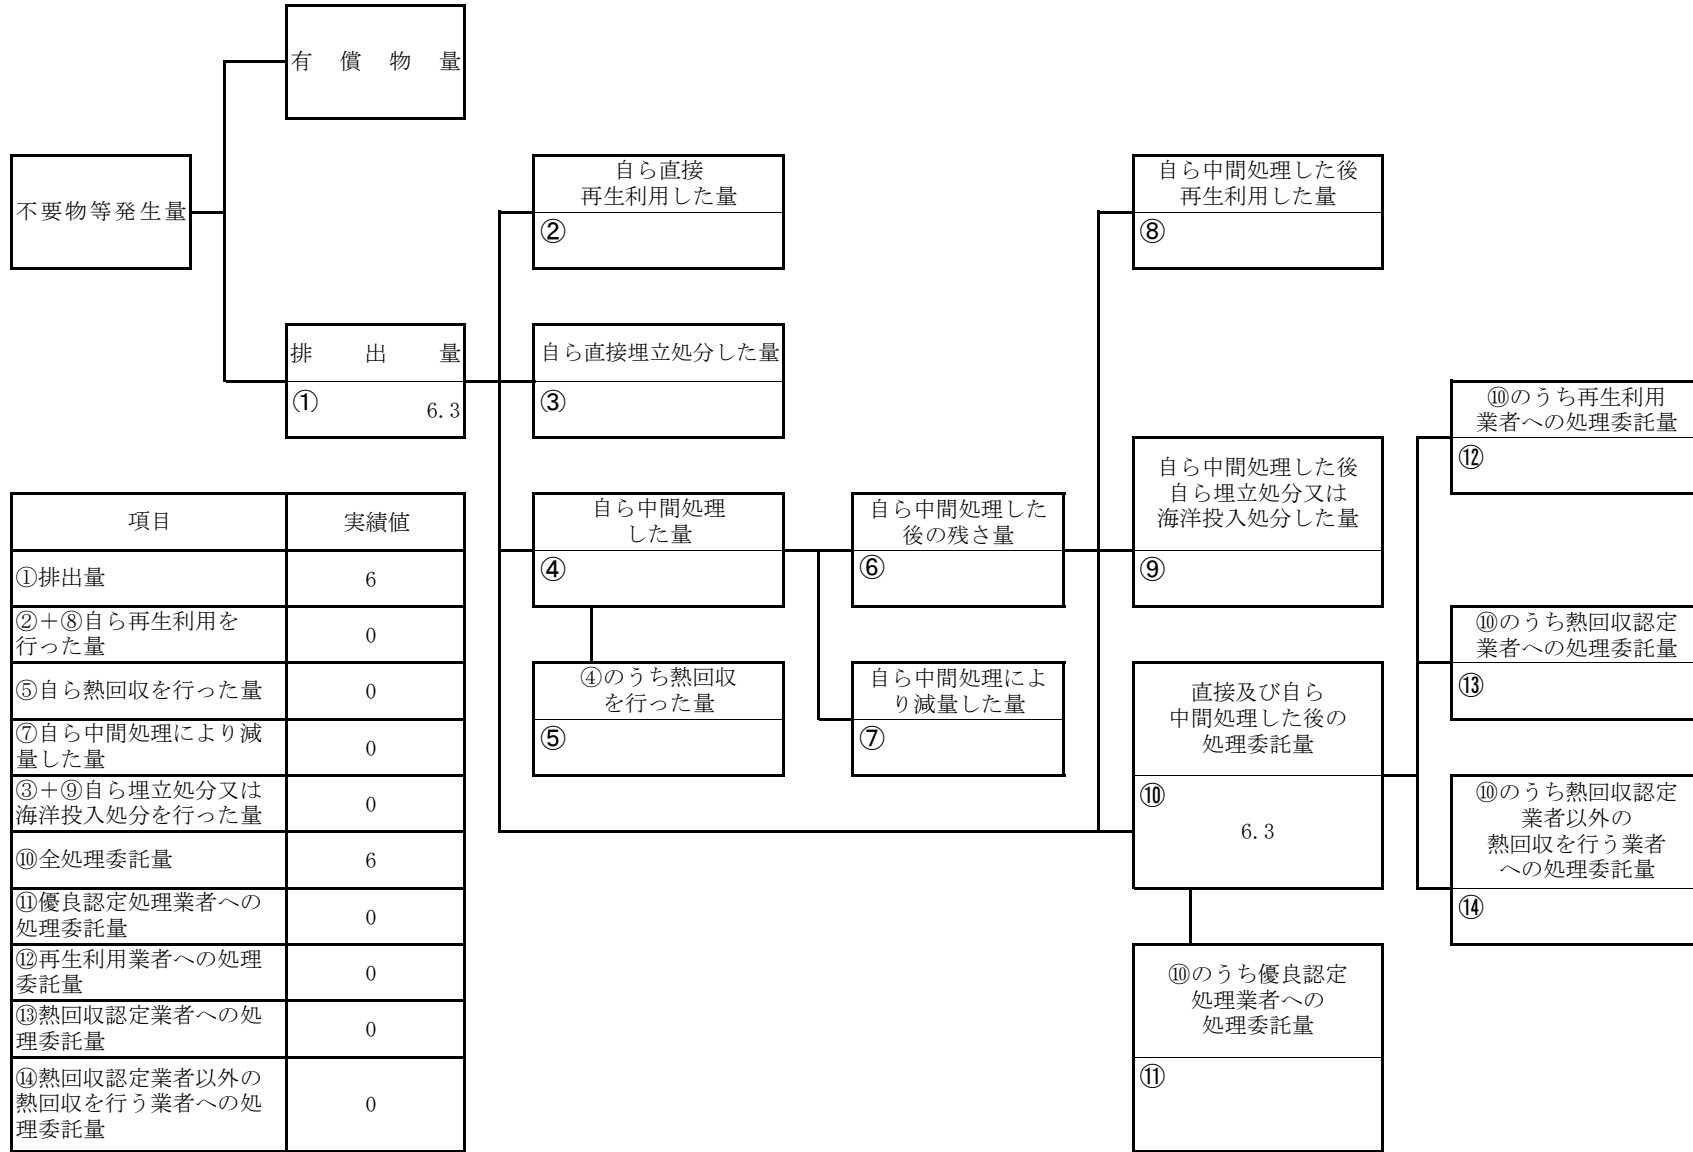 有償物量
不要物等発生量
自ら直接
再生利用した量
②
自ら中間処理した後
再生利用した量
⑧
排出量
①
6.3
自ら直接埋立処分した量
③
⑩のうち再生利用
業者への処理委託量
⑫
自ら中間処理
した量
④
自ら中間処理した
後の残さ量
⑥
自ら中間処理した後
自ら埋立処分又は
海洋投入処分した量
⑨
⑩のうち熱回収認定
業者への処理委託量
⑬
④のうち熱回収
を行った量
⑤
自ら中間処理によ
り減量した量
⑦
直接及び自ら
中間処理した後の
処理委託量
⑩
6.3
⑩のうち熱回収認定
業者以外の
熱回収を行う業者
への処理委託量
⑭
⑩のうち優良認定
処理業者への
処理委託量
⑪
項目 実績値
①排出量 6
②+⑧自ら再生利用を
行った量 0
⑤自ら熱回収を行った量 0
⑦自ら中間処理により減
量した量 0
③+⑨自ら埋立処分又は
海洋投入処分を行った量 0
⑩全処理委託量 6
⑪優良認定処理業者への
処理委託量 0
⑫再生利用業者への処理
委託量 0
⑬熱回収認定業者への処
理委託量 0
⑭熱回収認定業者以外の
熱回収を行う業者への処
理委託量 0